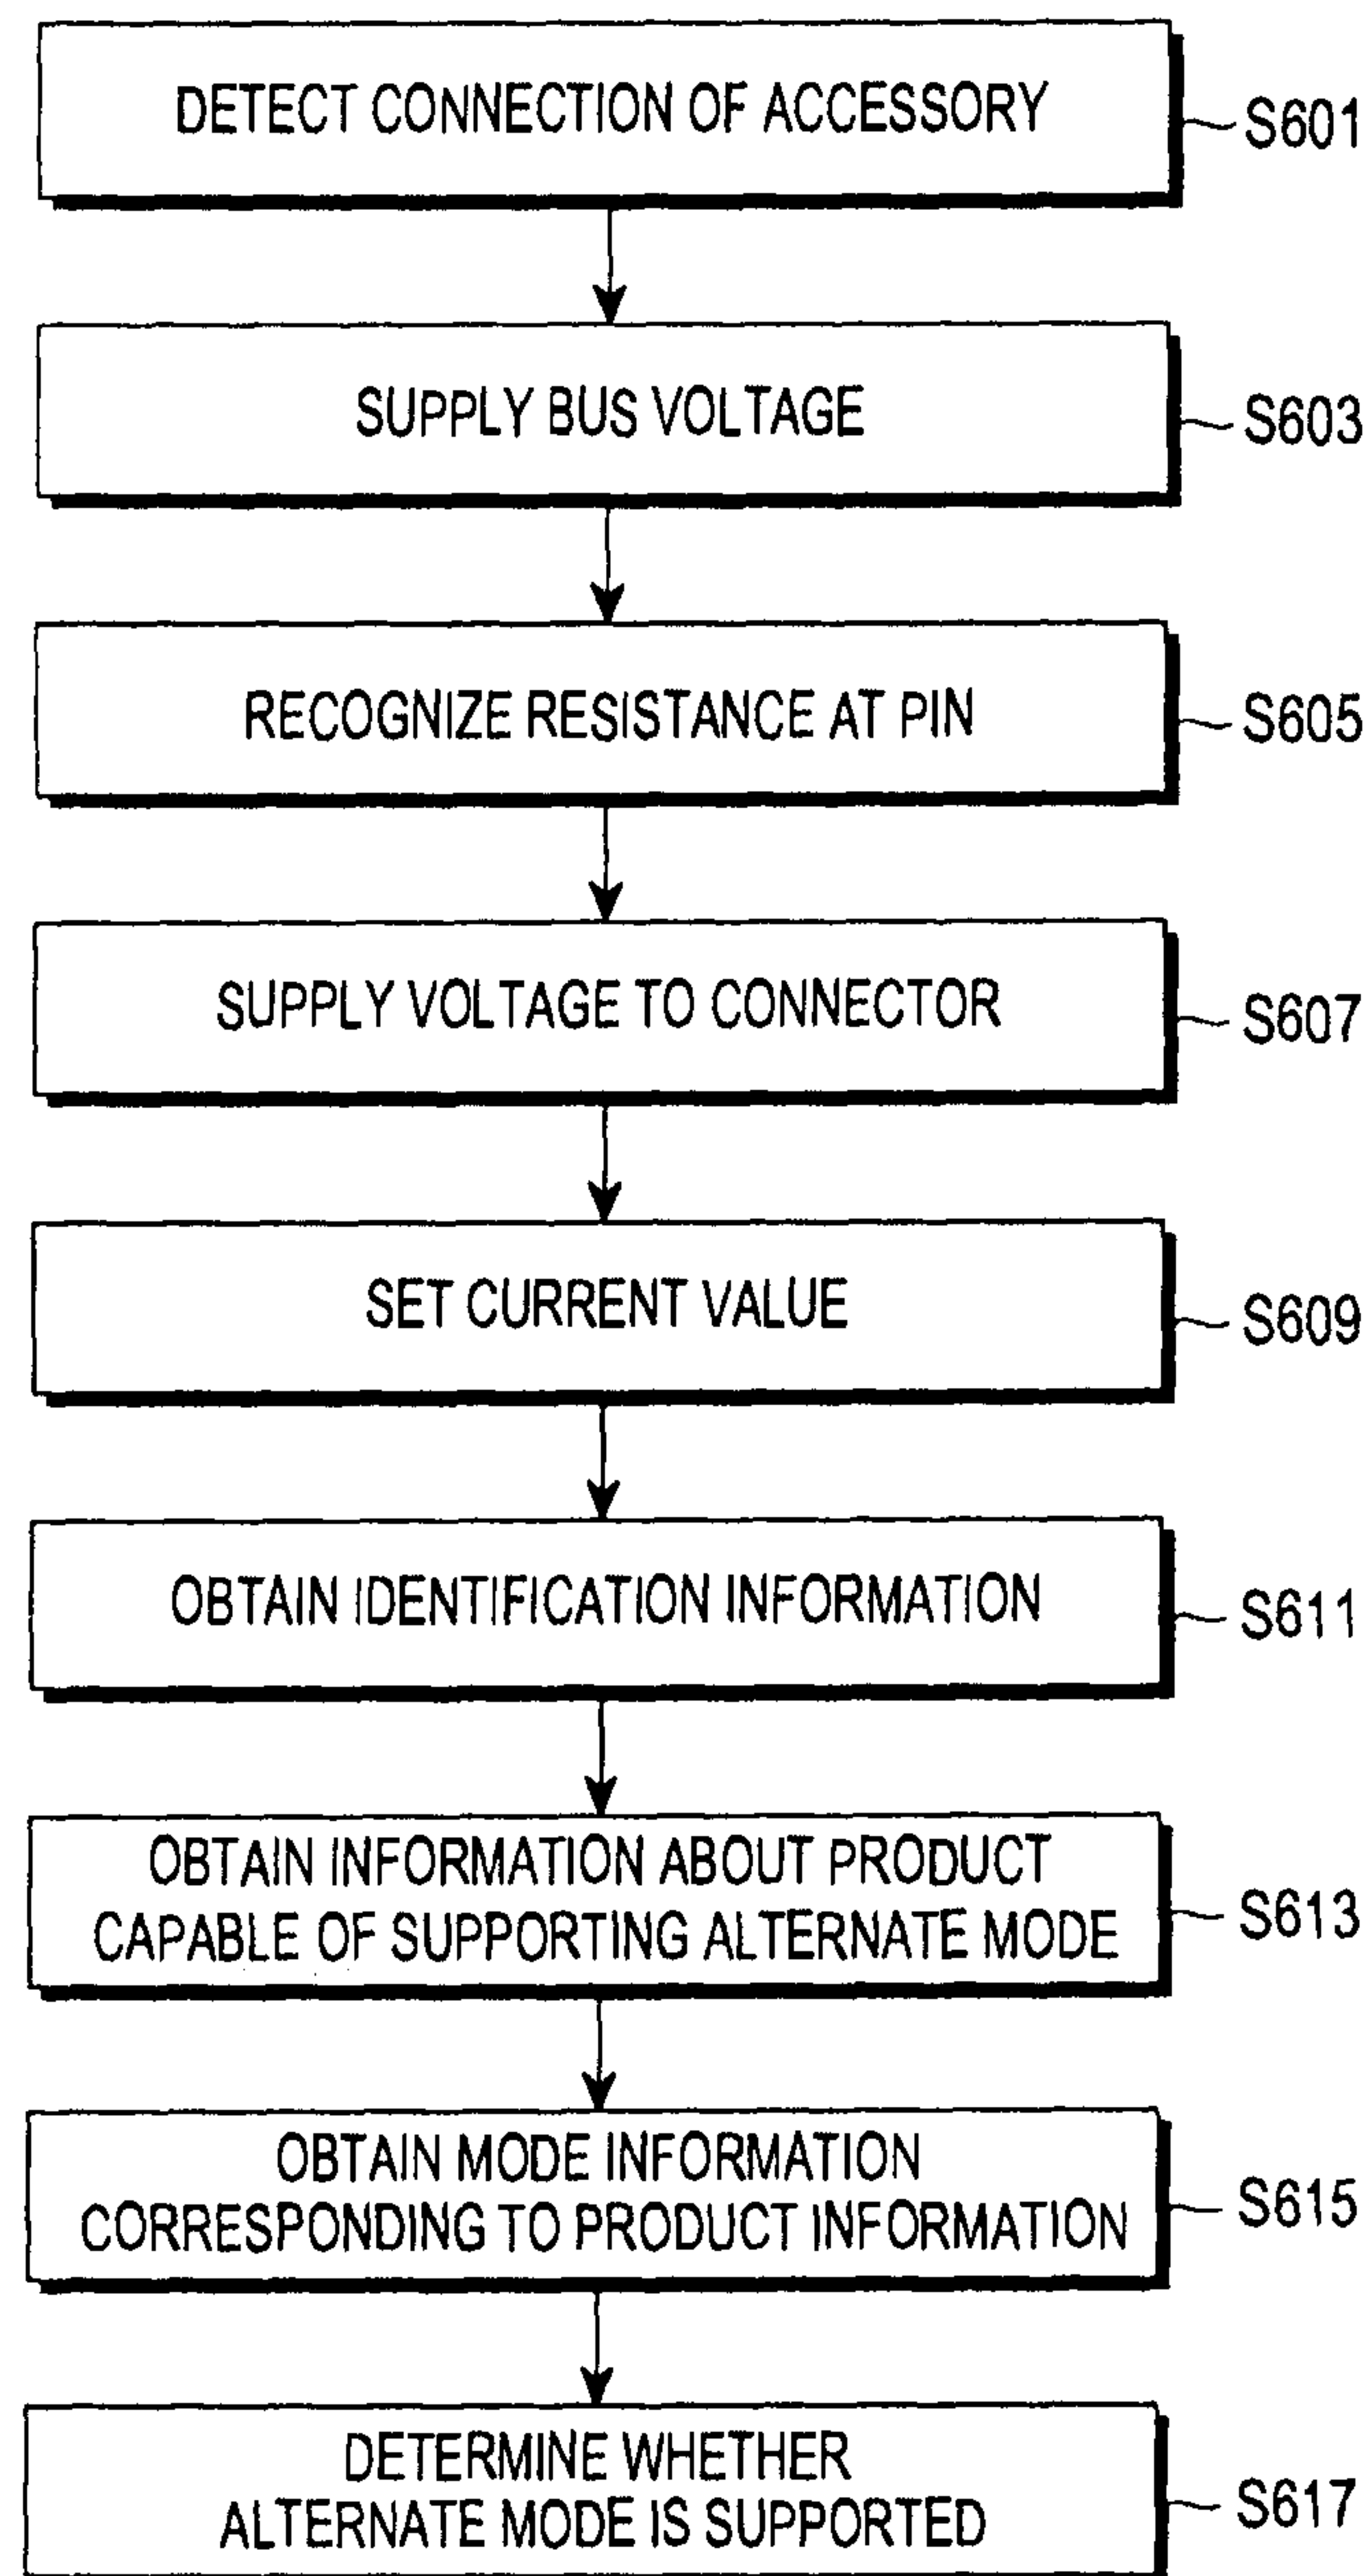 DETECT CONNECTION OF ACCESSORY
S601
SUPPLY BUS VOLTAGE
S603
RECOGNIZE RESISTANCE AT PIN
S605
SUPPLY VOLTAGE TO CONNECTOR
S607
SET CURRENT VALUE
S609
OBTAIN IDENTIFICATION INFORMATION
S611
OBTAIN INFORMATION ABOUT PRODUCT
CAPABLE OF SUPPORTING ALTERNATE MODE
S613
OBTAIN MODE INFORMATION
CORRESPONDING TO PRODUCT INFORMATION
S615
DETERMINE WHETHER
ALTERNATE MODE IS SUPPORTED
S617